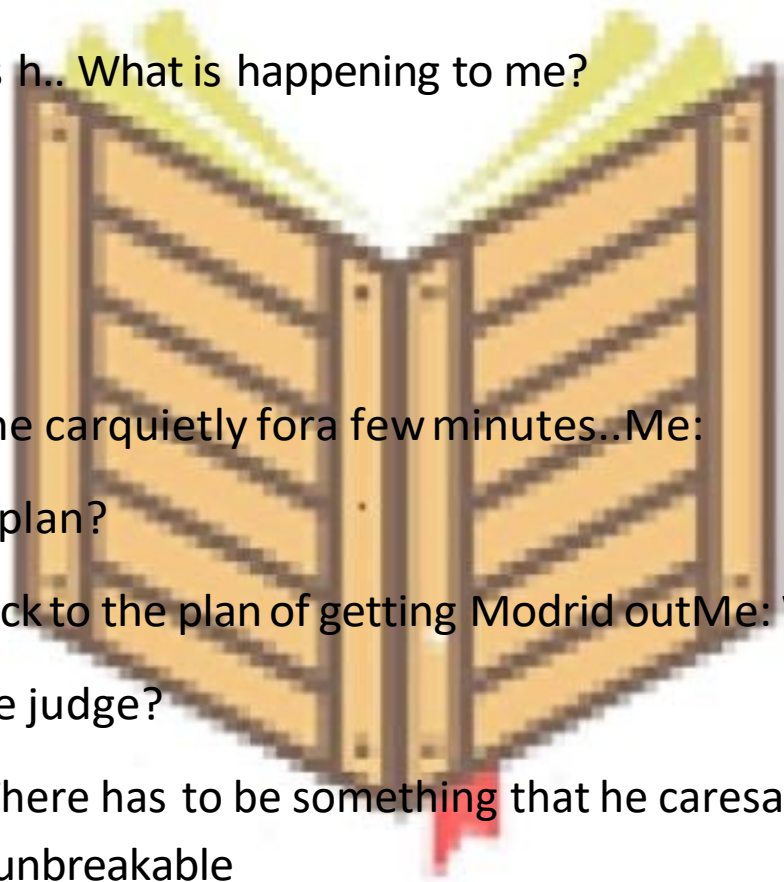 s h.. What is happening to me?
he carquietly fora few minutes..Me:
plan?
ck to the plan of getting Modrid outMe:
e judge?
here has to be something that he caresa
unbreakable